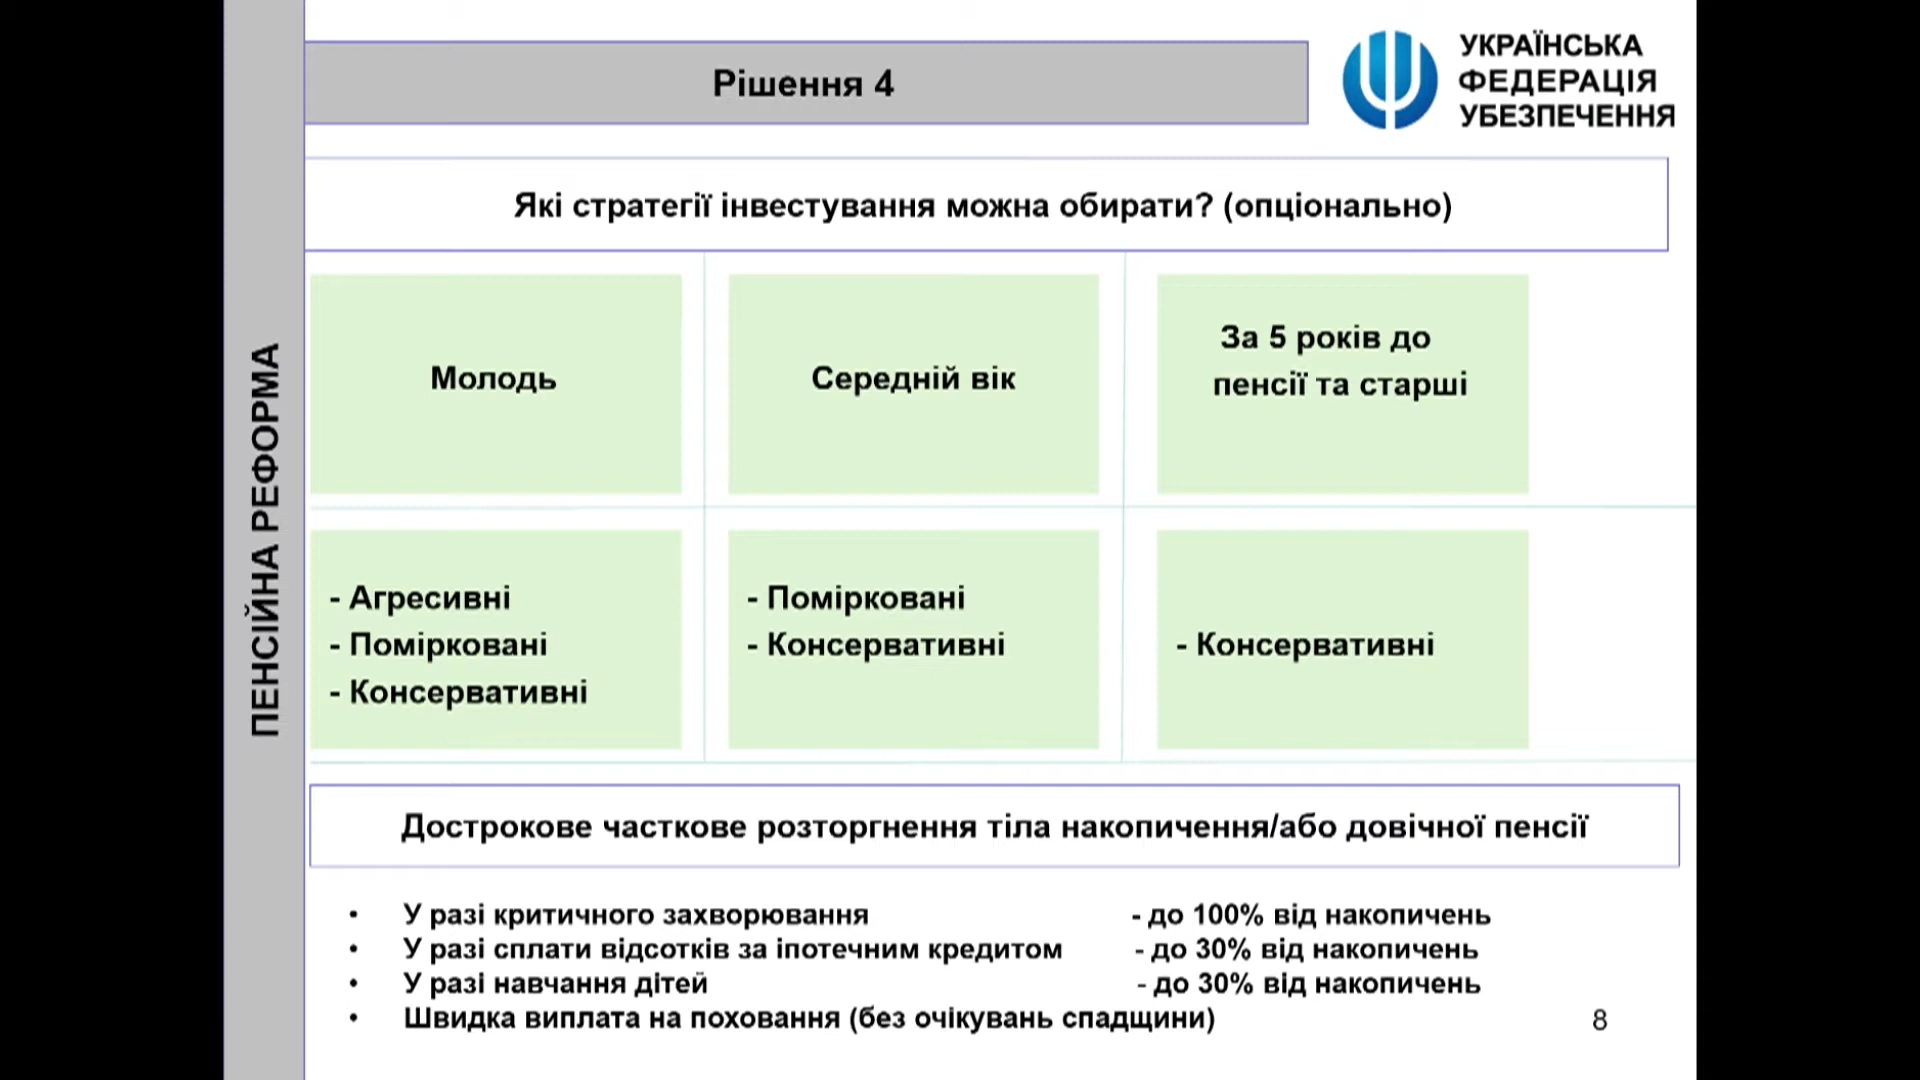 УКРАЇНСЬКА
ФЕДЕРАЦІЯ
УБЕЗПЕЧЕННЯ
Рішення 4
ПЕНСІЙНА РЕФОРМА
Які стратегії інвестування можна обирати? (опціонально)
Молодь
Середній вік
За 5 років до
пенсії та старші
- Агресивні
- Помірковані
- Консервативні
- Помірковані
- Консервативні
- Консервативні
Дострокове часткове розторгнення тіла накопичення/або довічної пенсії
• У разі критичного захворювання - до 100% від накопичень
• У разі сплати відсотків за іпотечним кредитом - до 30% від накопичень
• У разі навчання дітей - до 30% від накопичень
• Швидка виплата на поховання (без очікувань спадщини)
8